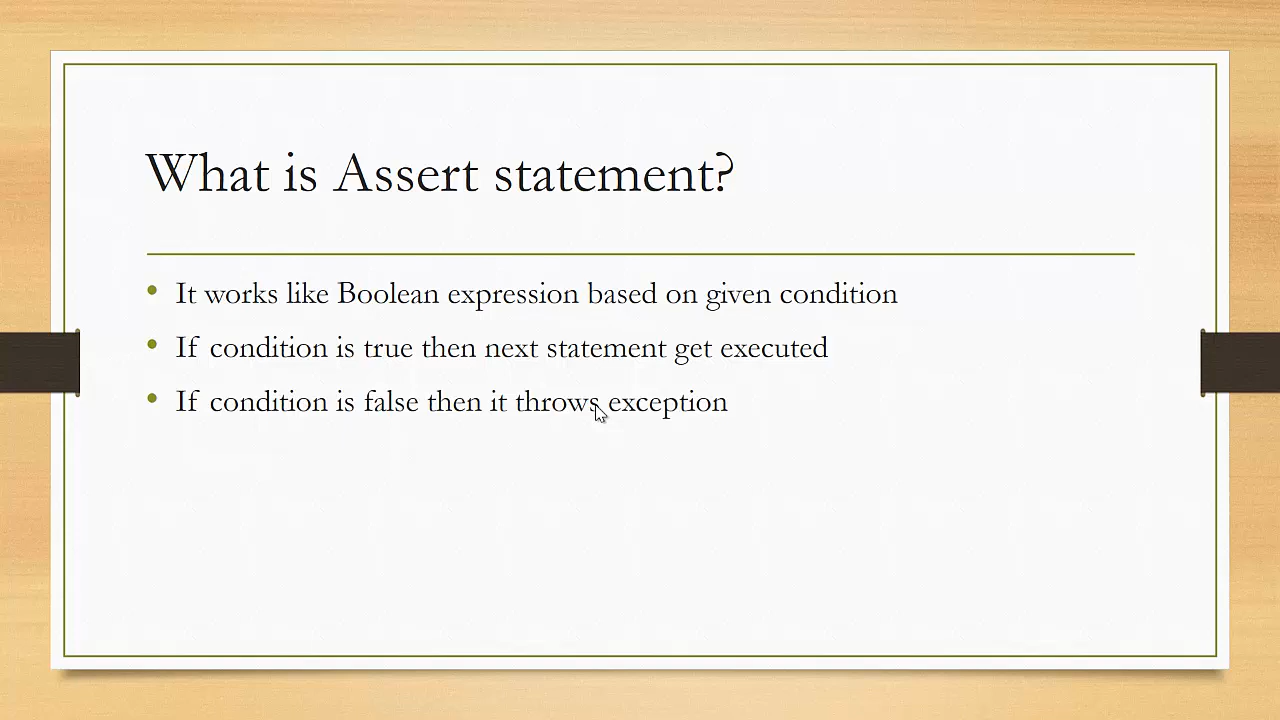 What is Assert statement?
• It works like Boolean expression based on given condition
• If condition is true then next statement get executed
• If condition is false then it throws exception